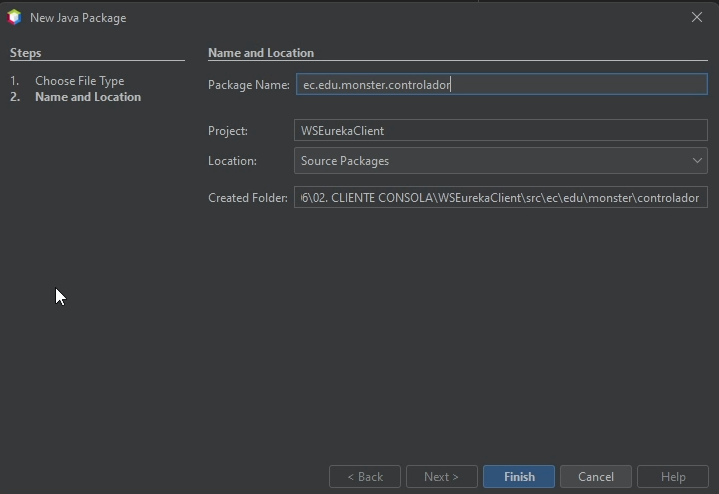 New Java Package
Steps
1. Choose File Type
2. Name and Location
Name and Location
Package Name: ec.edu.monster.controlador
Project: WSEurekaClient
Location: Source Packages
Created Folder: 6\02. CLIENTE CONSOLA\WSEurekaClient\src\ec\edu\monster\controlador
< Back Next > Finish Cancel Help